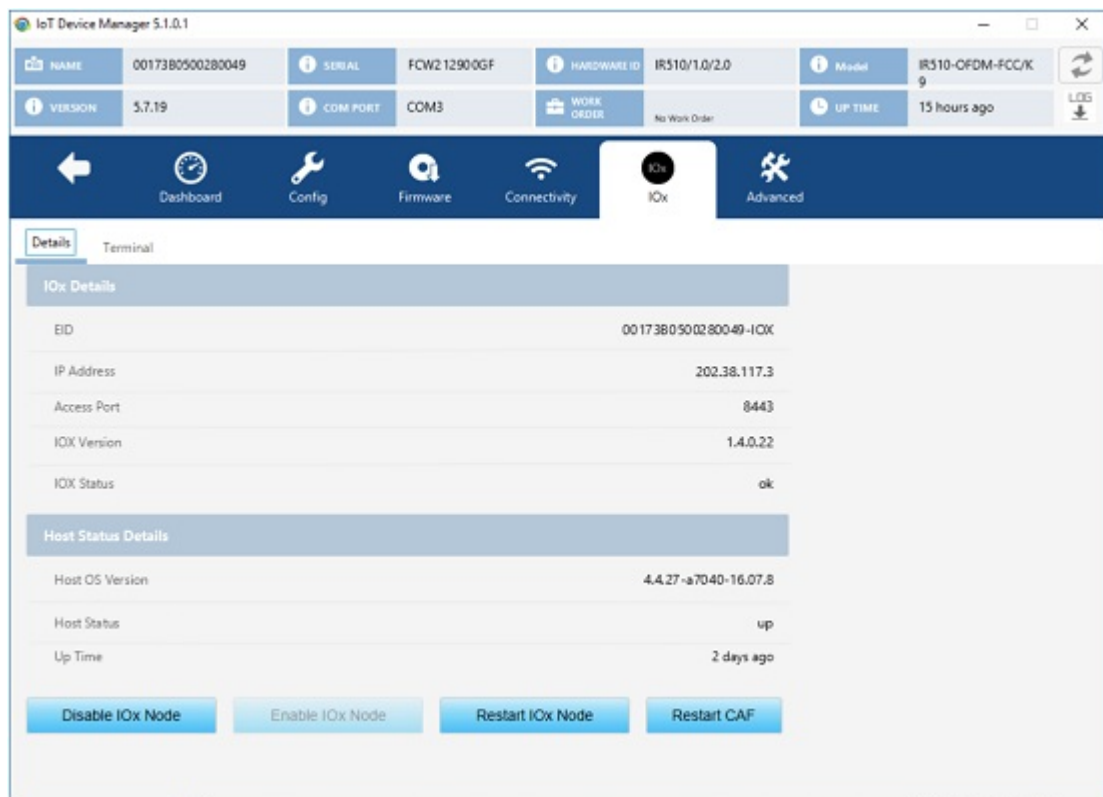 IoT Device Manager 5.1.0.1
NAME 00173B0500280049 SERIAL FCW212900GF HARDWARE ID IR510/1.0/2.0 Model IR510-OFDM-FCC/K9
VERSION 5.7.19 COM PORT COM3 WORK ORDER No Work Order UP TIME 15 hours ago LOG
Dashboard Config Firmware Connectivity IOx IOx Advanced
Details Terminal
IOx Details
EID 00173B0500280049-IOX
IP Address 202.38.117.3
Access Port 8443
IOX Version 1.4.0.22
IOX Status ok
Host Status Details
Host OS Version 4.4.27-a7040-16.07.8
Host Status up
Up Time 2 days ago
Disable IOx Node Enable IOx Node Restart IOx Node Restart CAF